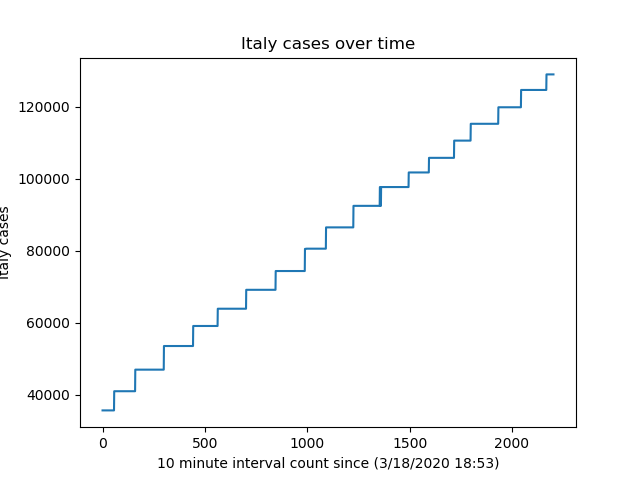 Italy cases over time
120000
100000
80000
60000
40000
Italy cases
0 500 1000 1500 2000
10 minute interval count since (3/18/2020 18:53)